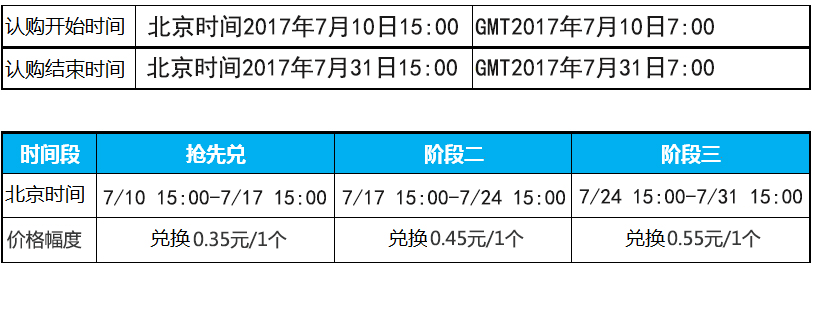 认购开始时间 北京时间2017年7月10日15:00 GMT2017年7月10日7:00
认购结束时间 北京时间2017年7月31日15:00 GMT2017年7月31日7:00
时间段 抢先兑 阶段二 阶段三
北京时间 7/10 15:00-7/17 15:00 7/17 15:00-7/24 15:00 7/24 15:00-7/31 15:00
价格幅度 兑换0.35元/1个 兑换0.45元/1个 兑换0.55元/1个